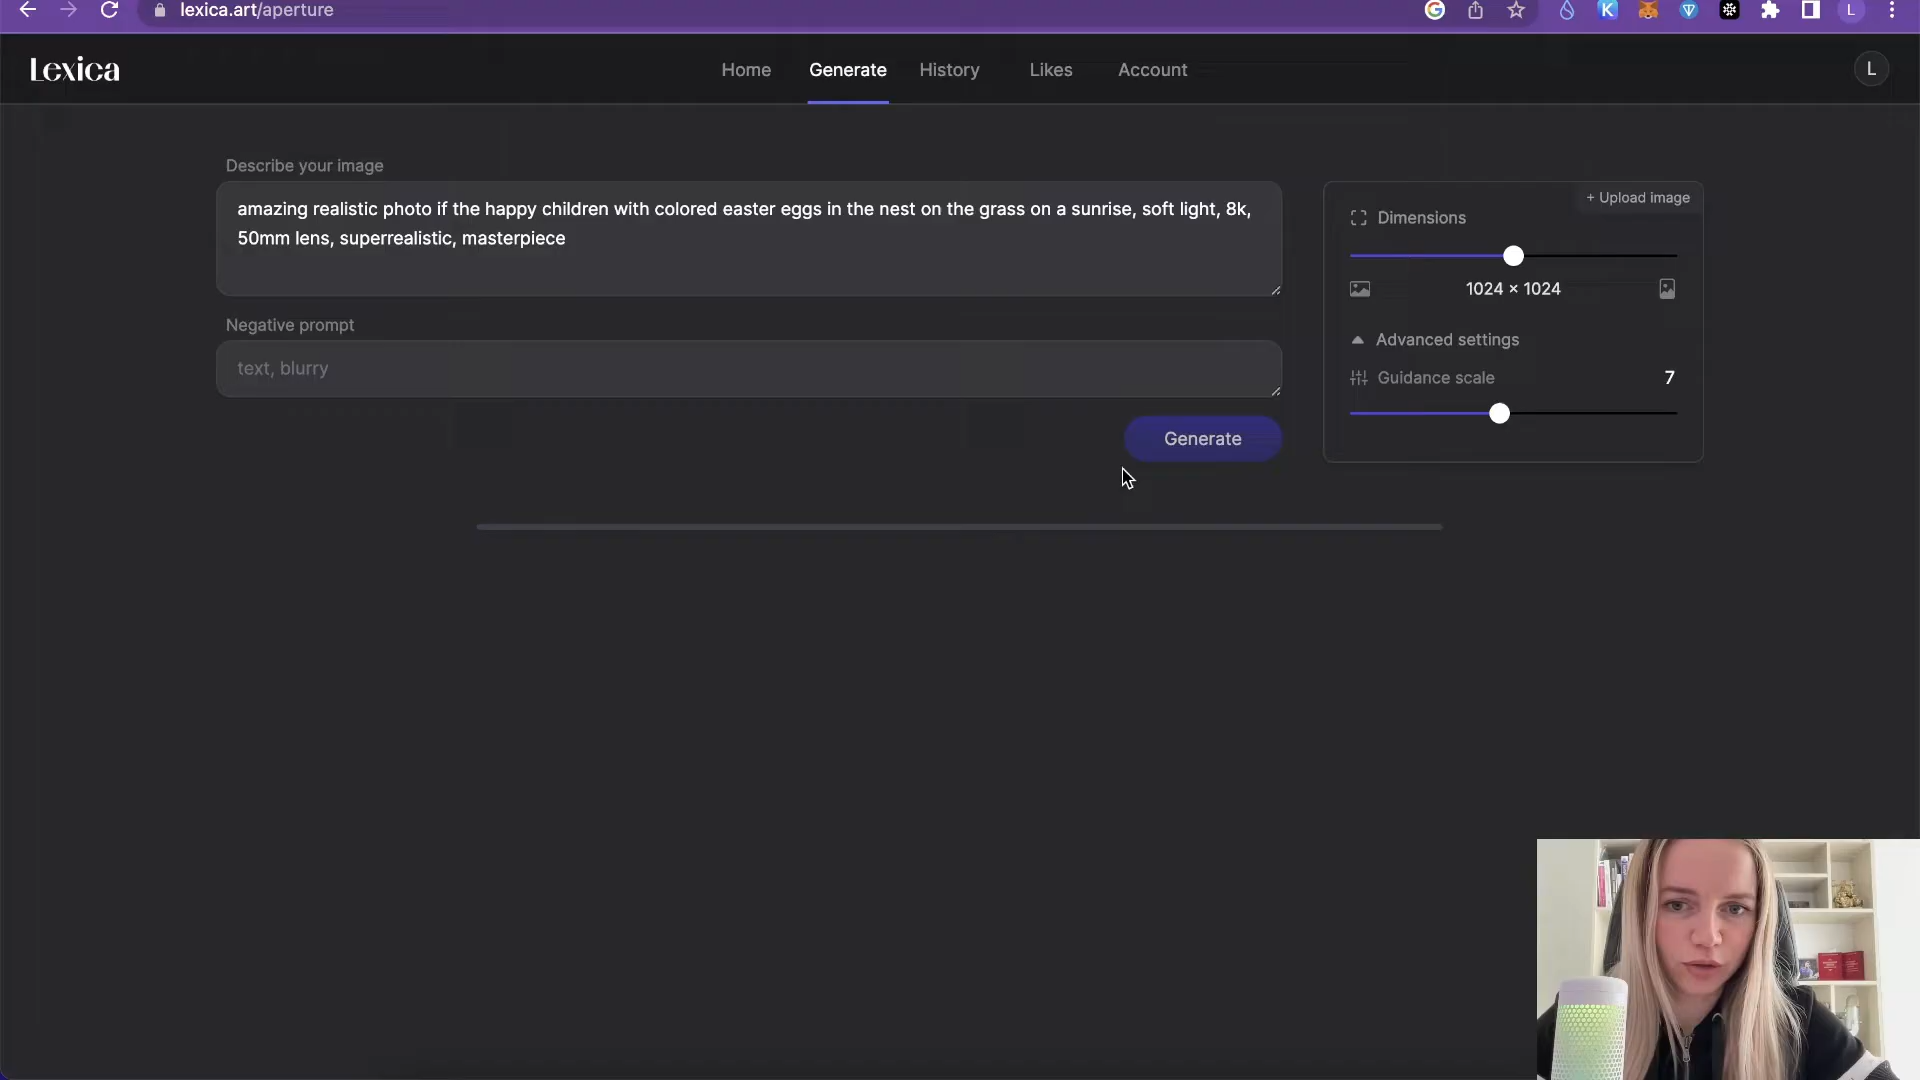 lexica.art/aperture
K
L
Lexica
Home
Generate
History
Likes
Account
L
Describe your image
amazing realistic photo if the happy children with colored easter eggs in the nest on the grass on a sunrise, soft light, 8k,
50mm lens, superrealistic, masterpiece
Negative prompt
text, blurry
Generate
+ Upload image
Dimensions
1024 × 1024
Advanced settings
Guidance scale
7